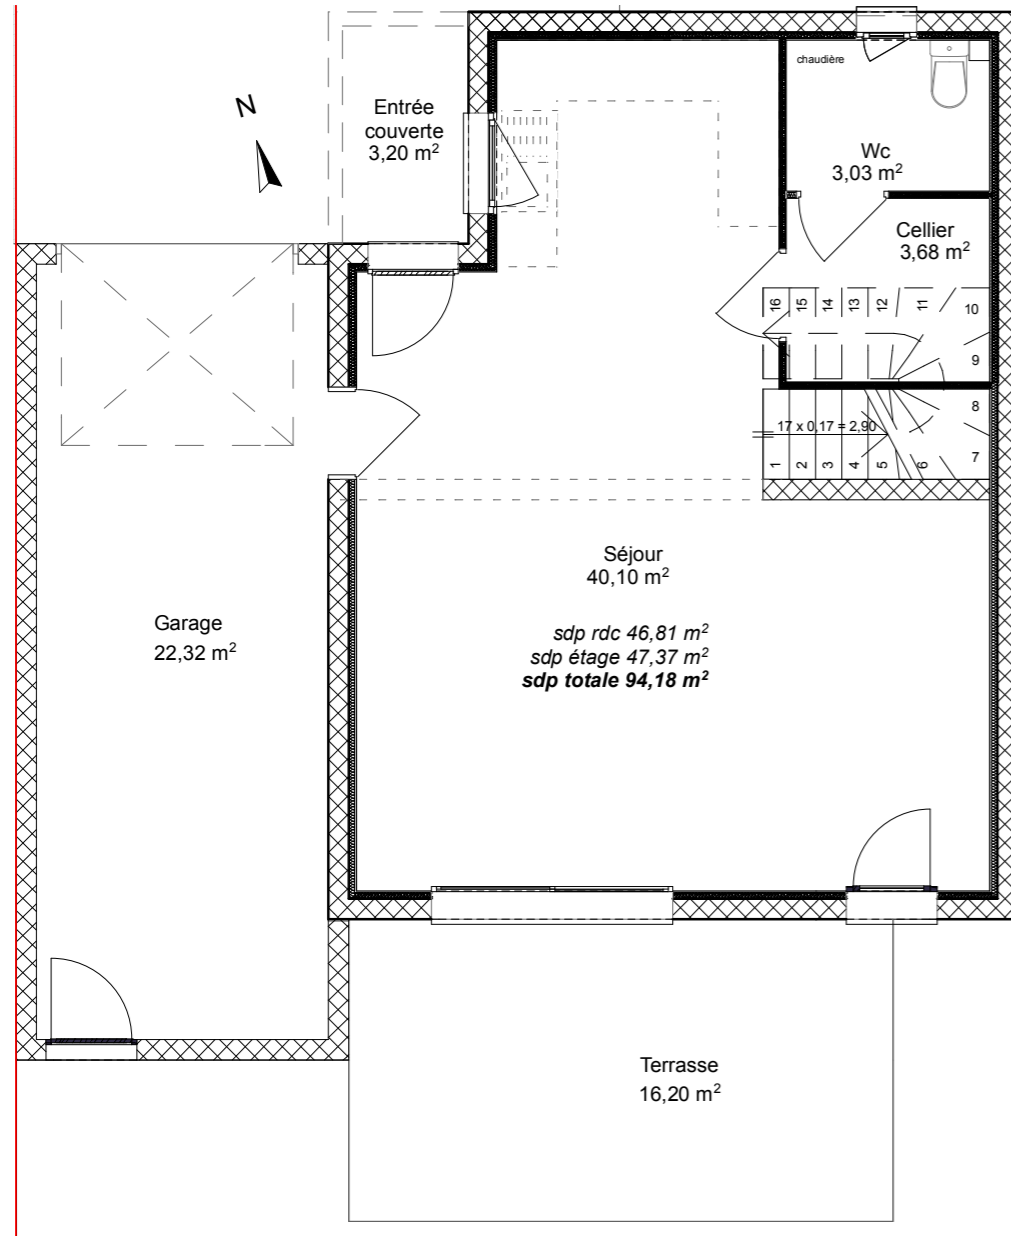 N
Entrée
couverte
3,20 m²
chaudière
Wc
3,03 m²
Cellier
3,68 m²
16 15 14 13 12 11 10
9
8
17 x 0,17 = 2,90
1 2 3 4 5 6 7
Séjour
40,10 m²
sdp rdc 46,81 m²
sdp étage 47,37 m²
sdp totale 94,18 m²
Garage
22,32 m²
Terrasse
16,20 m²